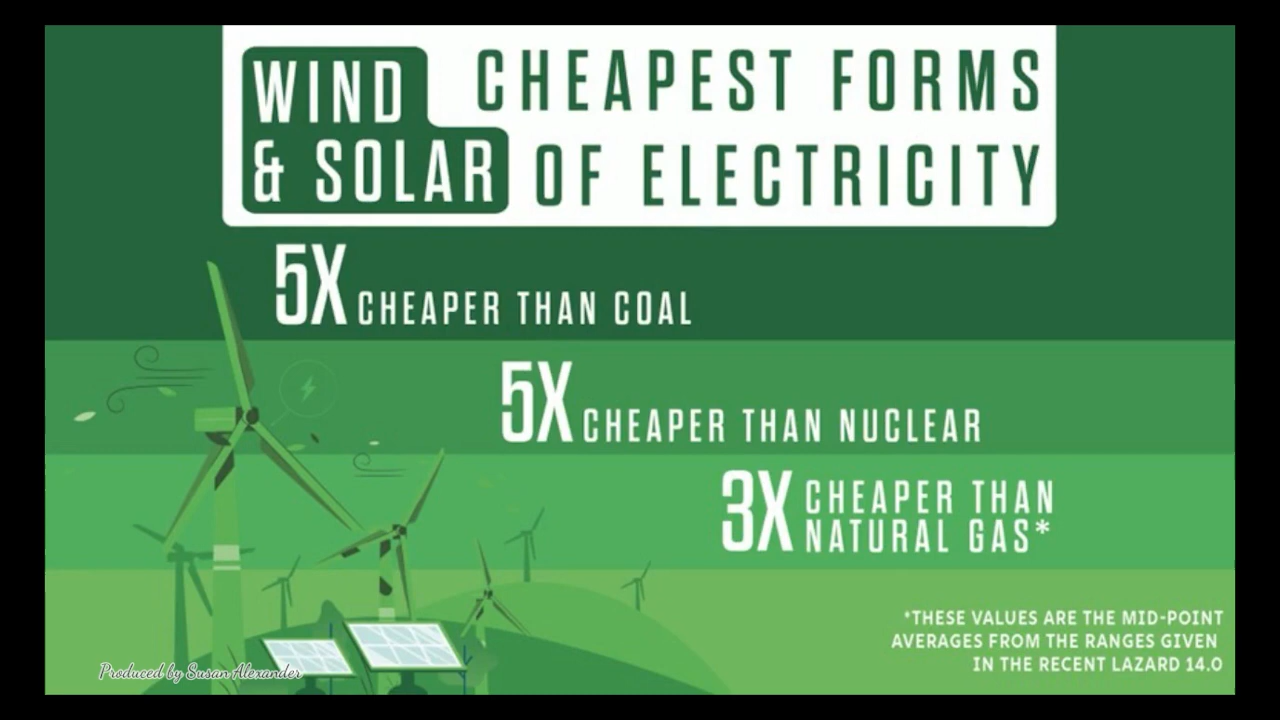 WIND
& SOLAR
CHEAPEST FORMS
OF ELECTRICITY
5X CHEAPER THAN COAL
5X CHEAPER THAN NUCLEAR
3X CHEAPER THAN
NATURAL GAS*
*THESE VALUES ARE THE MID-POINT
AVERAGES FROM THE RANGES GIVEN
IN THE RECENT LAZARD 14.0
Produced by Susan Alexander